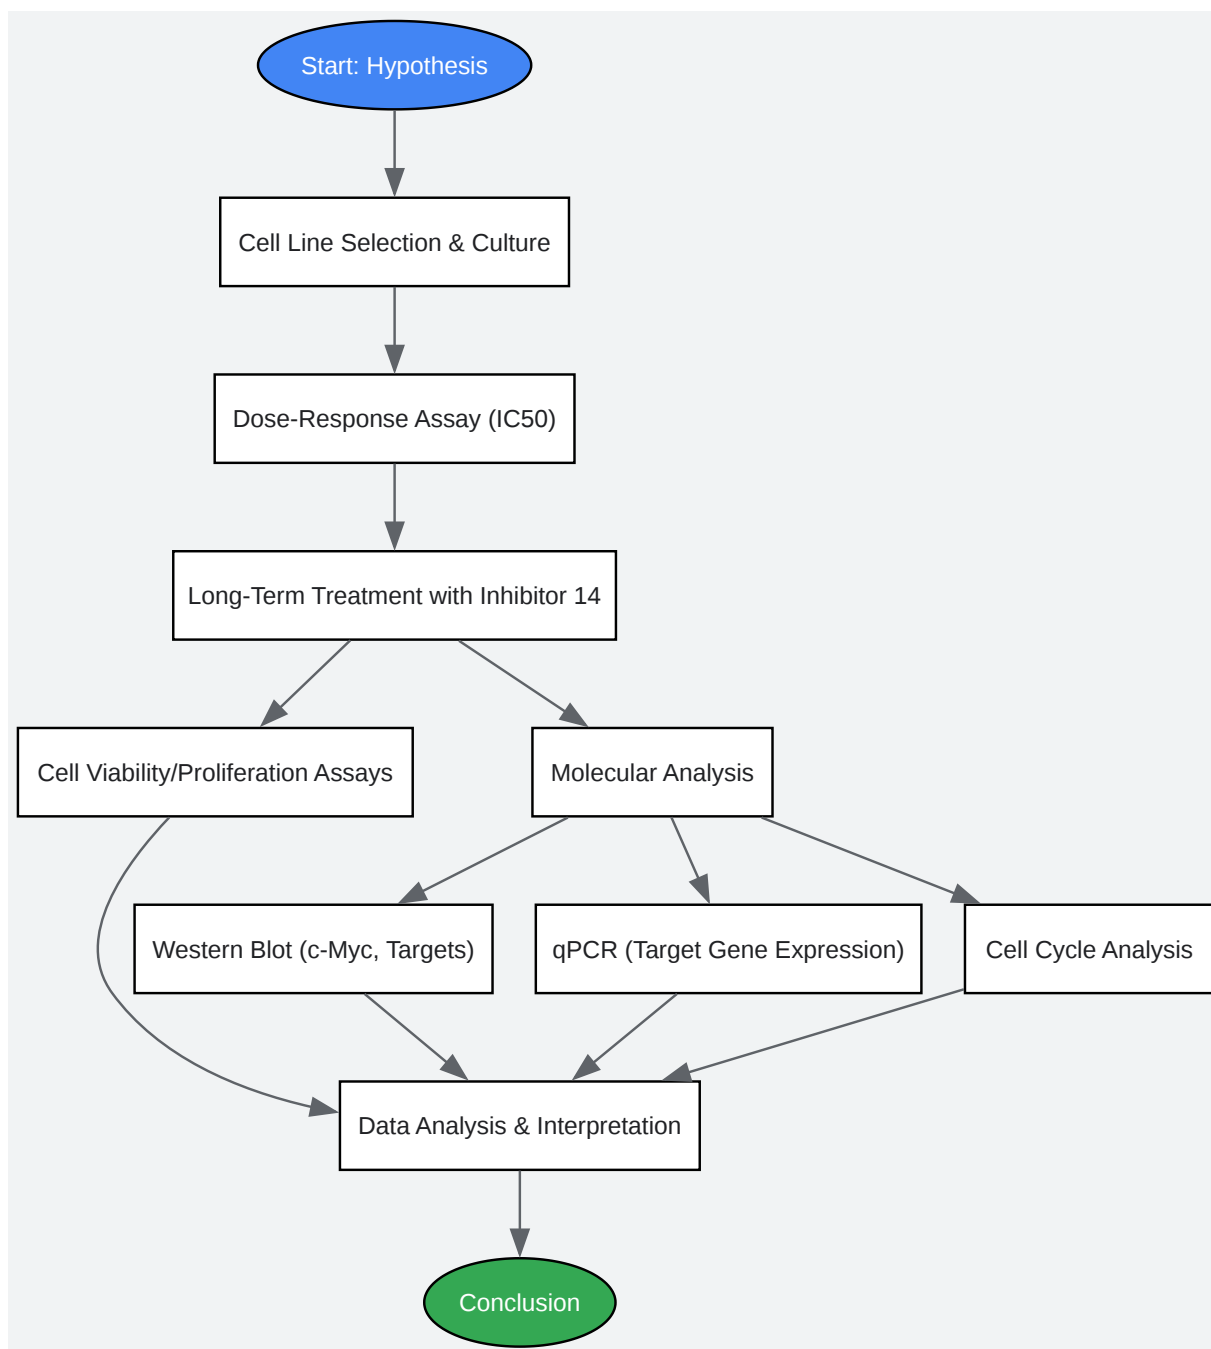 Start: Hypothesis
Cell Line Selection & Culture
Dose-Response Assay (IC50)
Long-Term Treatment with Inhibitor 14
Cell Viability/Proliferation Assays
Molecular Analysis
Western Blot (c-Myc, Targets)
qPCR (Target Gene Expression)
Cell Cycle Analysis
Data Analysis & Interpretation
Conclusion